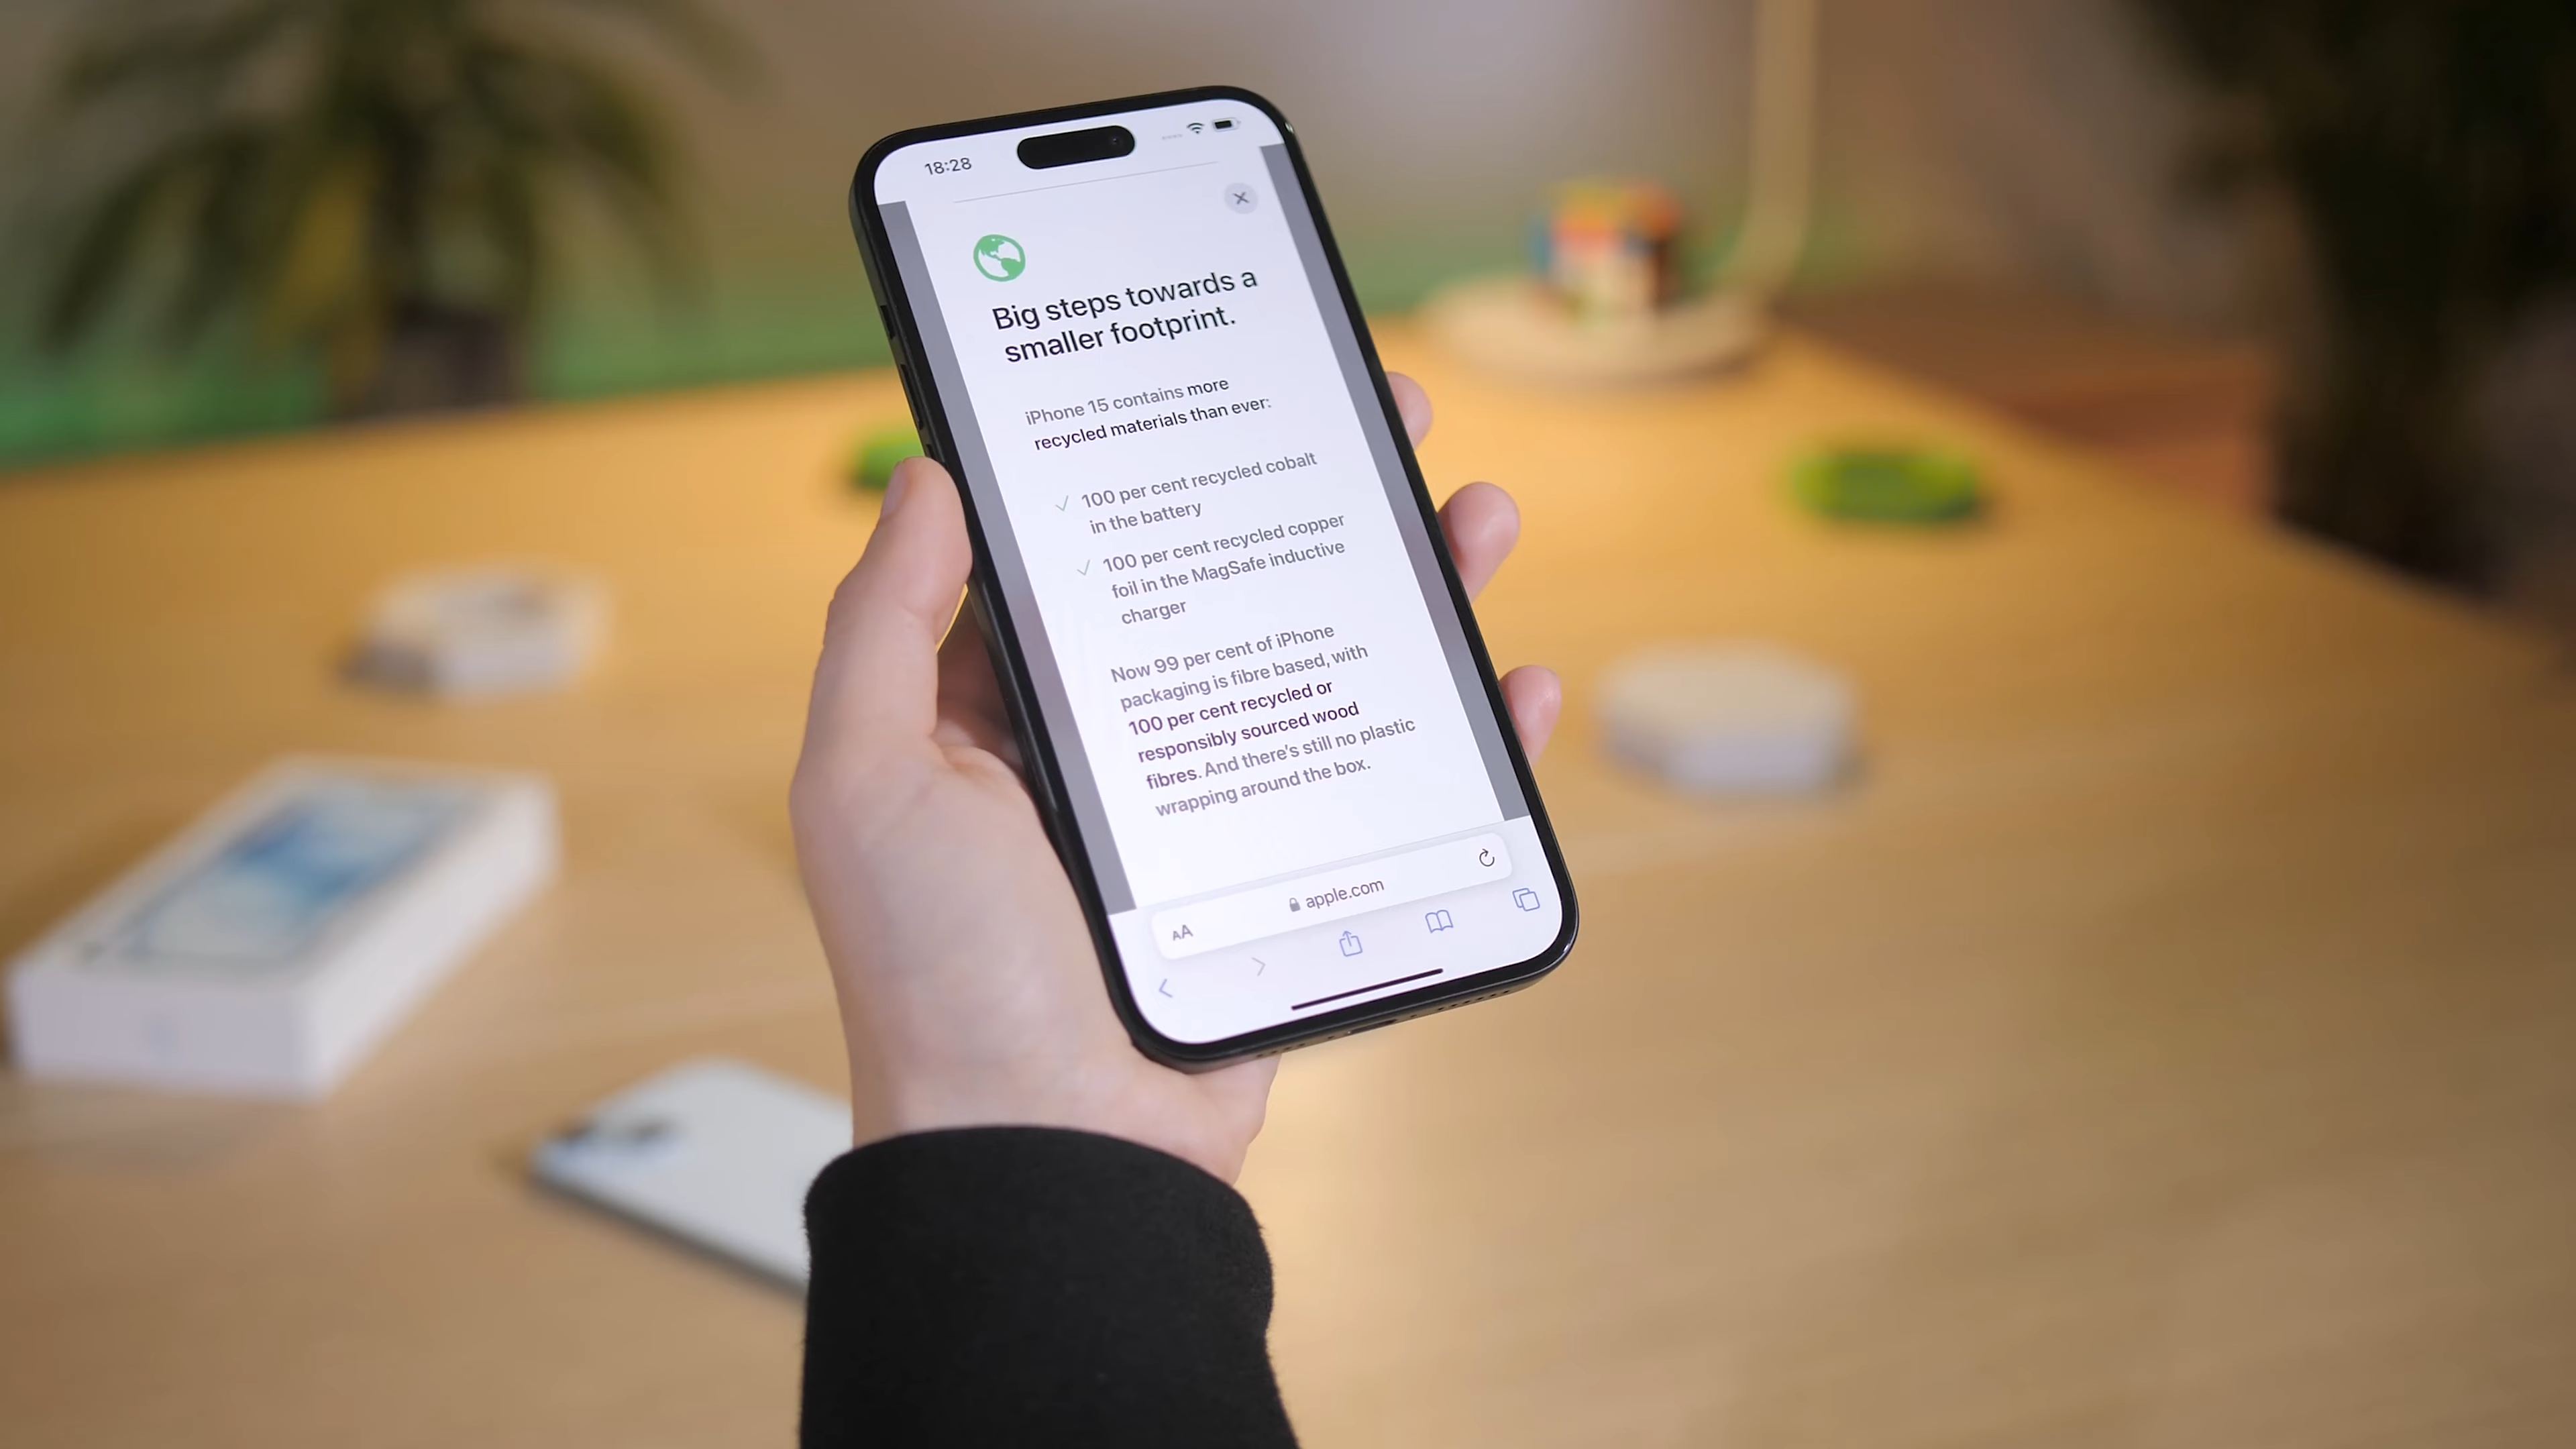 18:28
Big steps towards a
smaller footprint.
iPhone 15 contains more
recycled materials than ever:
100 per cent recycled cobalt
in the battery
100 per cent recycled copper
foil in the MagSafe inductive
charger
Now 99 per cent of iPhone
packaging is fibre based, with
100 per cent recycled or
responsibly sourced wood
fibres. And there's still no plastic
wrapping around the box.
AA apple.com